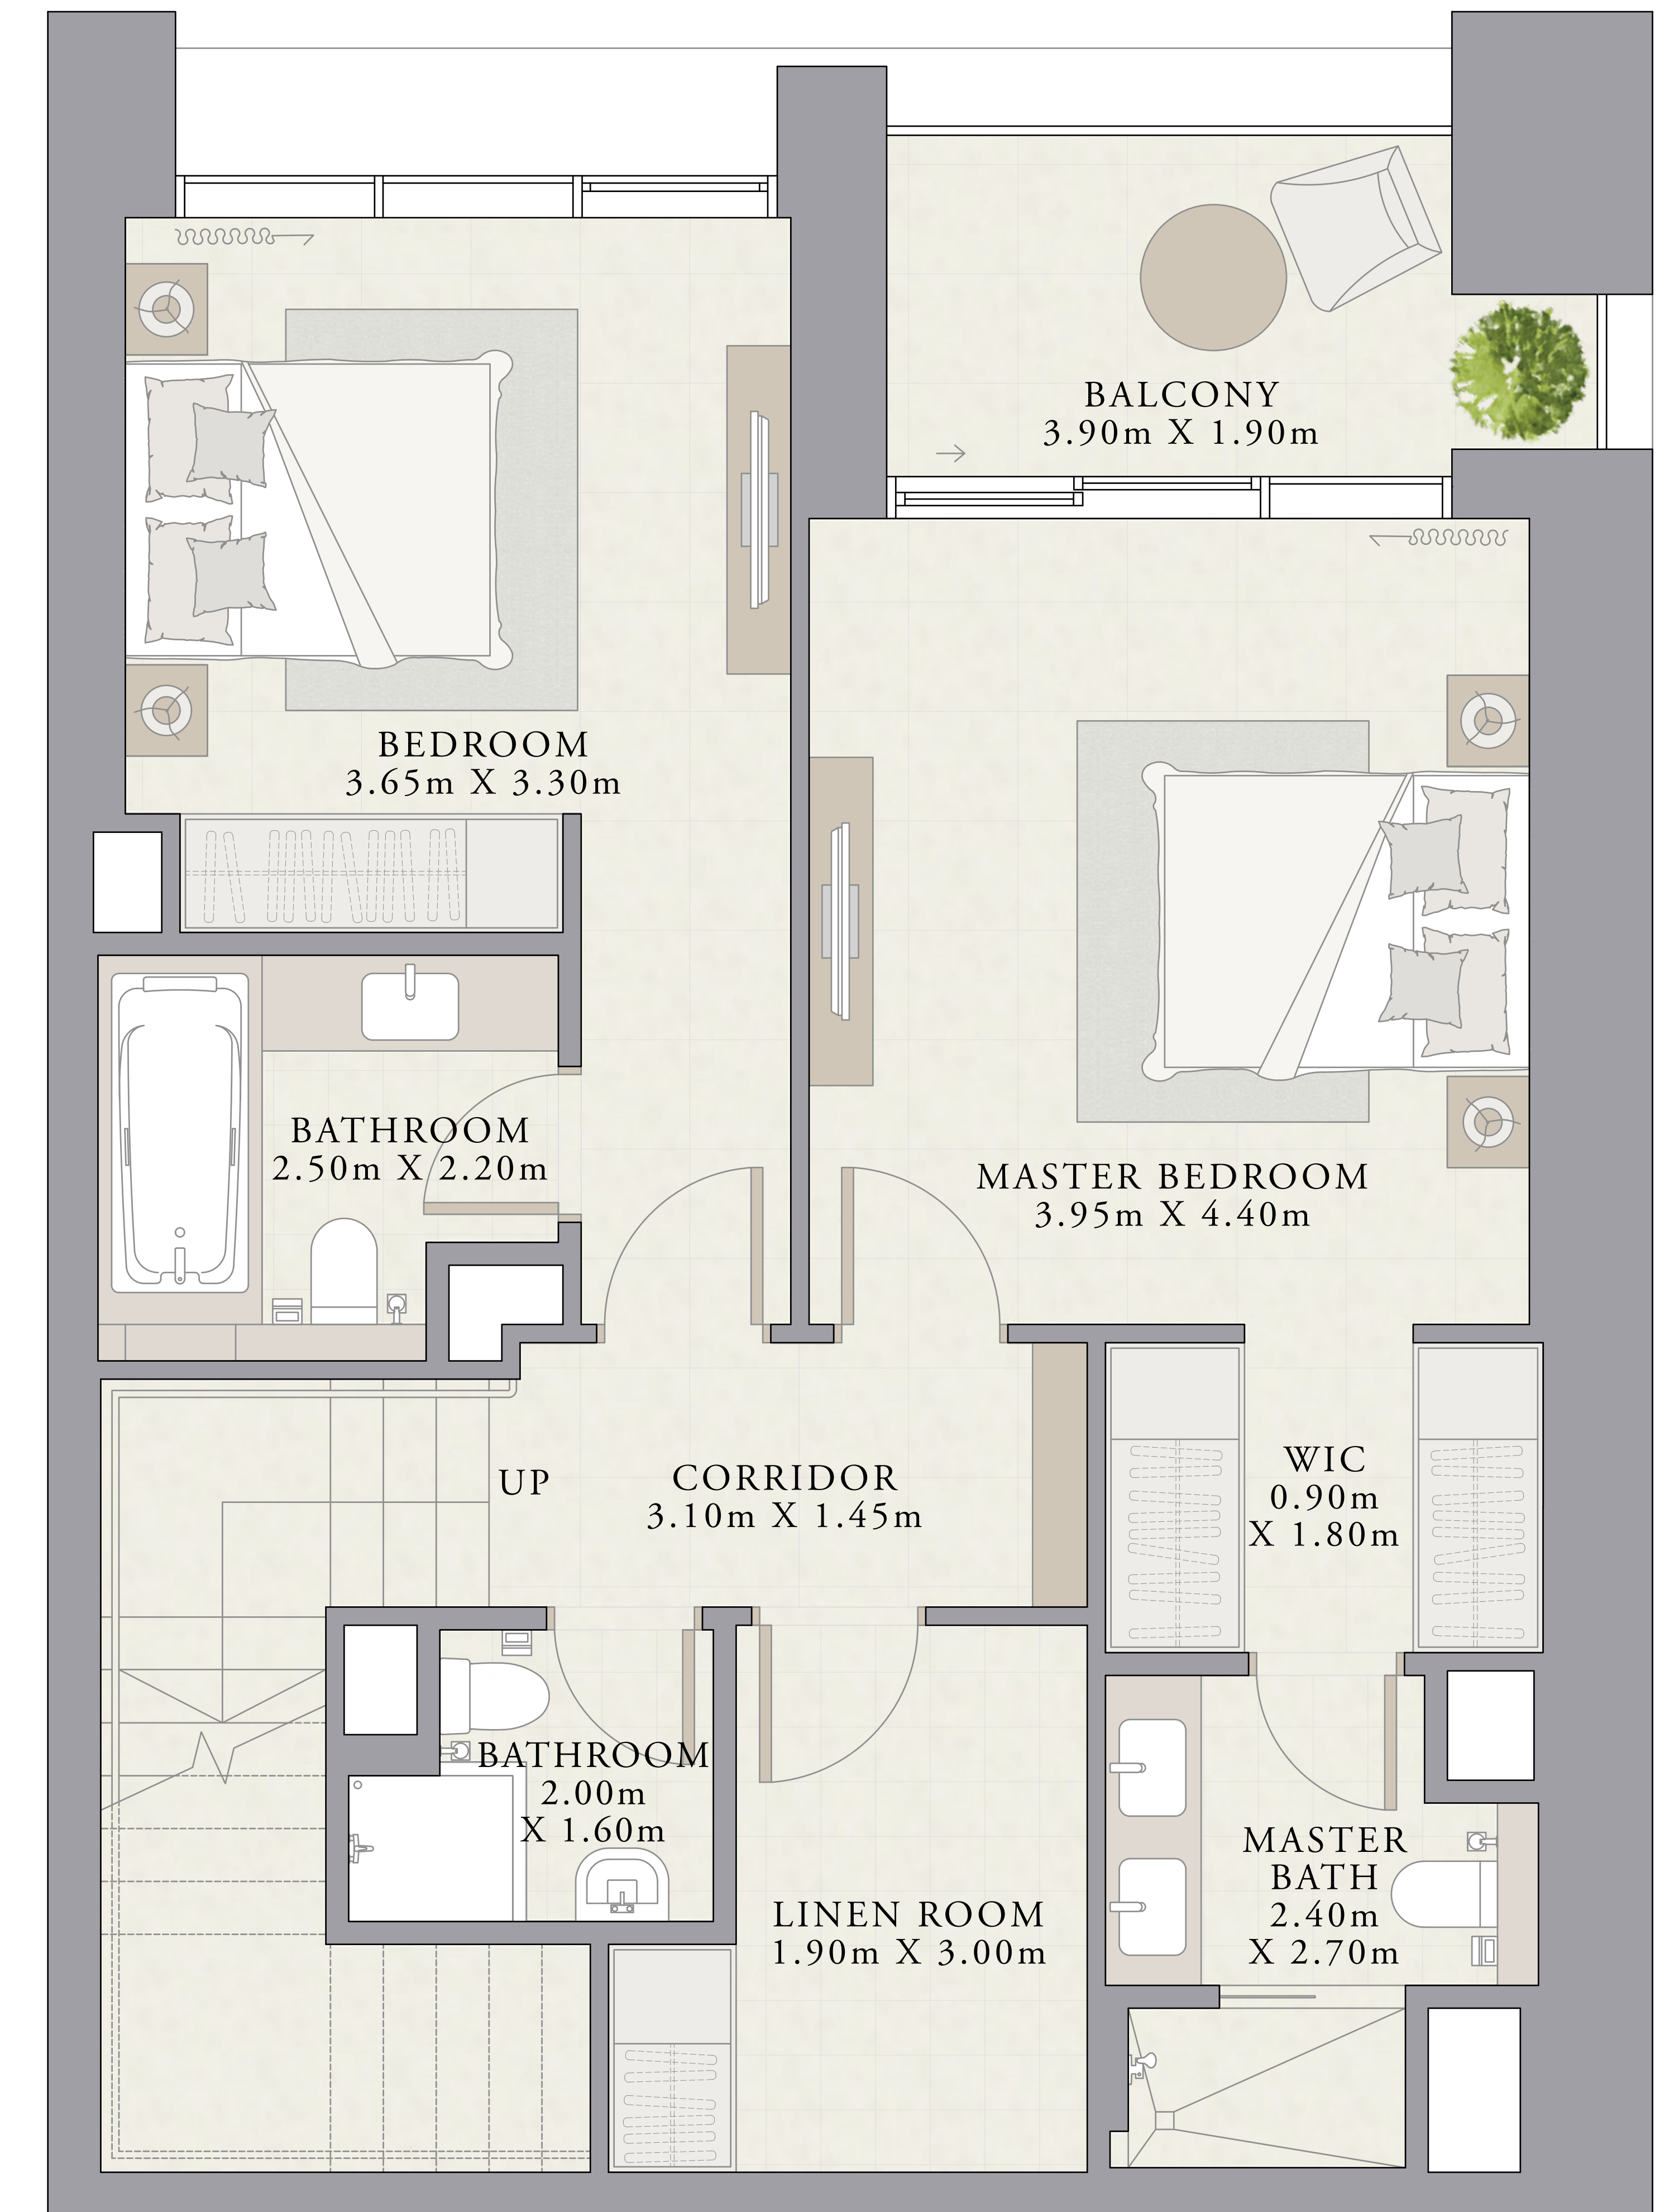 BALCONY
3.90m X 1.90m
BEDROOM
3.65m X 3.30m
BATHROOM
2.50m X 2.20m
MASTER BEDROOM
3.95m X 4.40m
UP
CORRIDOR
3.10m X 1.45m
WIC
0.90m
X 1.80m
BATHROOM
2.00m
X 1.60m
MASTER
BATH
2.40m
X 2.70m
LINEN ROOM
1.90m X 3.00m